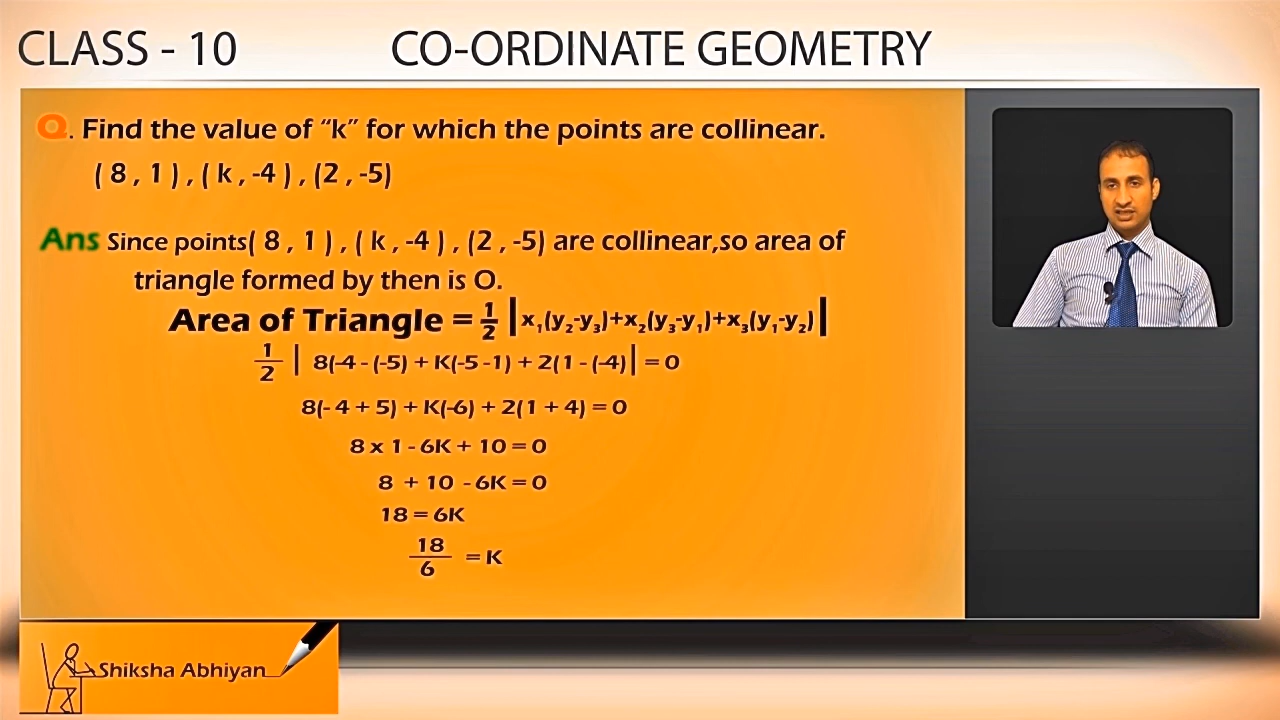 CLASS - 10 CO-ORDINATE GEOMETRY
Q. Find the value of “k” for which the points are collinear.
( 8 , 1 ) , ( k , -4 ) , (2 , -5)
Ans Since points( 8 , 1 ) , ( k , -4 ) , (2 , -5) are collinear,so area of
triangle formed by then is O.
Area of Triangle = 1/2 |x₁(y₂-y₃)+x₂(y₃-y₁)+x₃(y₁-y₂)|
1/2 | 8(-4 - (-5) + K(-5 -1) + 2(1 - (-4)| = 0
8(- 4 + 5) + K(-6) + 2(1 + 4) = 0
8 x 1 - 6K + 10 = 0
8 + 10 - 6K = 0
18 = 6K
18/6 = K
Shiksha Abhiyan